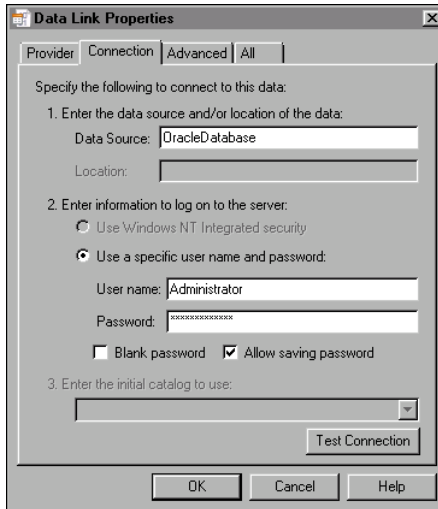 Data Link Properties
Provider Connection Advanced All
Specify the following to connect to this data:
1. Enter the data source and/or location of the data:
Data Source: OracleDatabase
Location:
2. Enter information to log on to the server:
Use Windows NT Integrated security
Use a specific user name and password:
User name: Administrator
Password: *************
Blank password Allow saving password
3. Enter the initial catalog to use:
Test Connection
OK Cancel Help